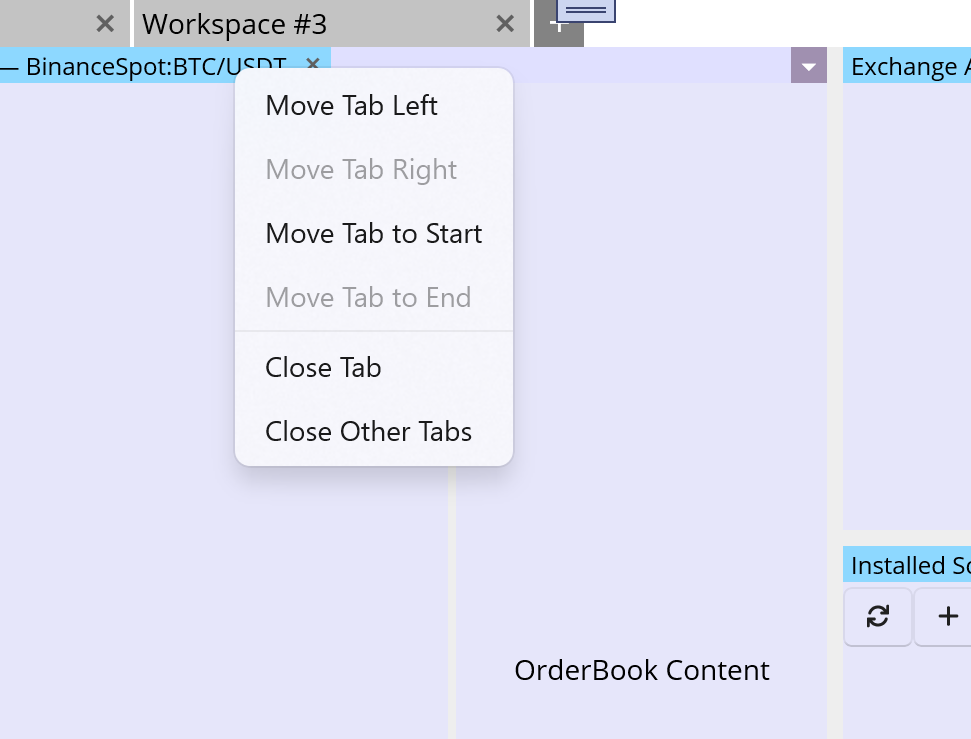 Workspace #3
— BinanceSpot:BTC/USDT
Exchange
Move Tab Left
Move Tab Right
Move Tab to Start
Move Tab to End
Close Tab
Close Other Tabs
Installed
OrderBook Content